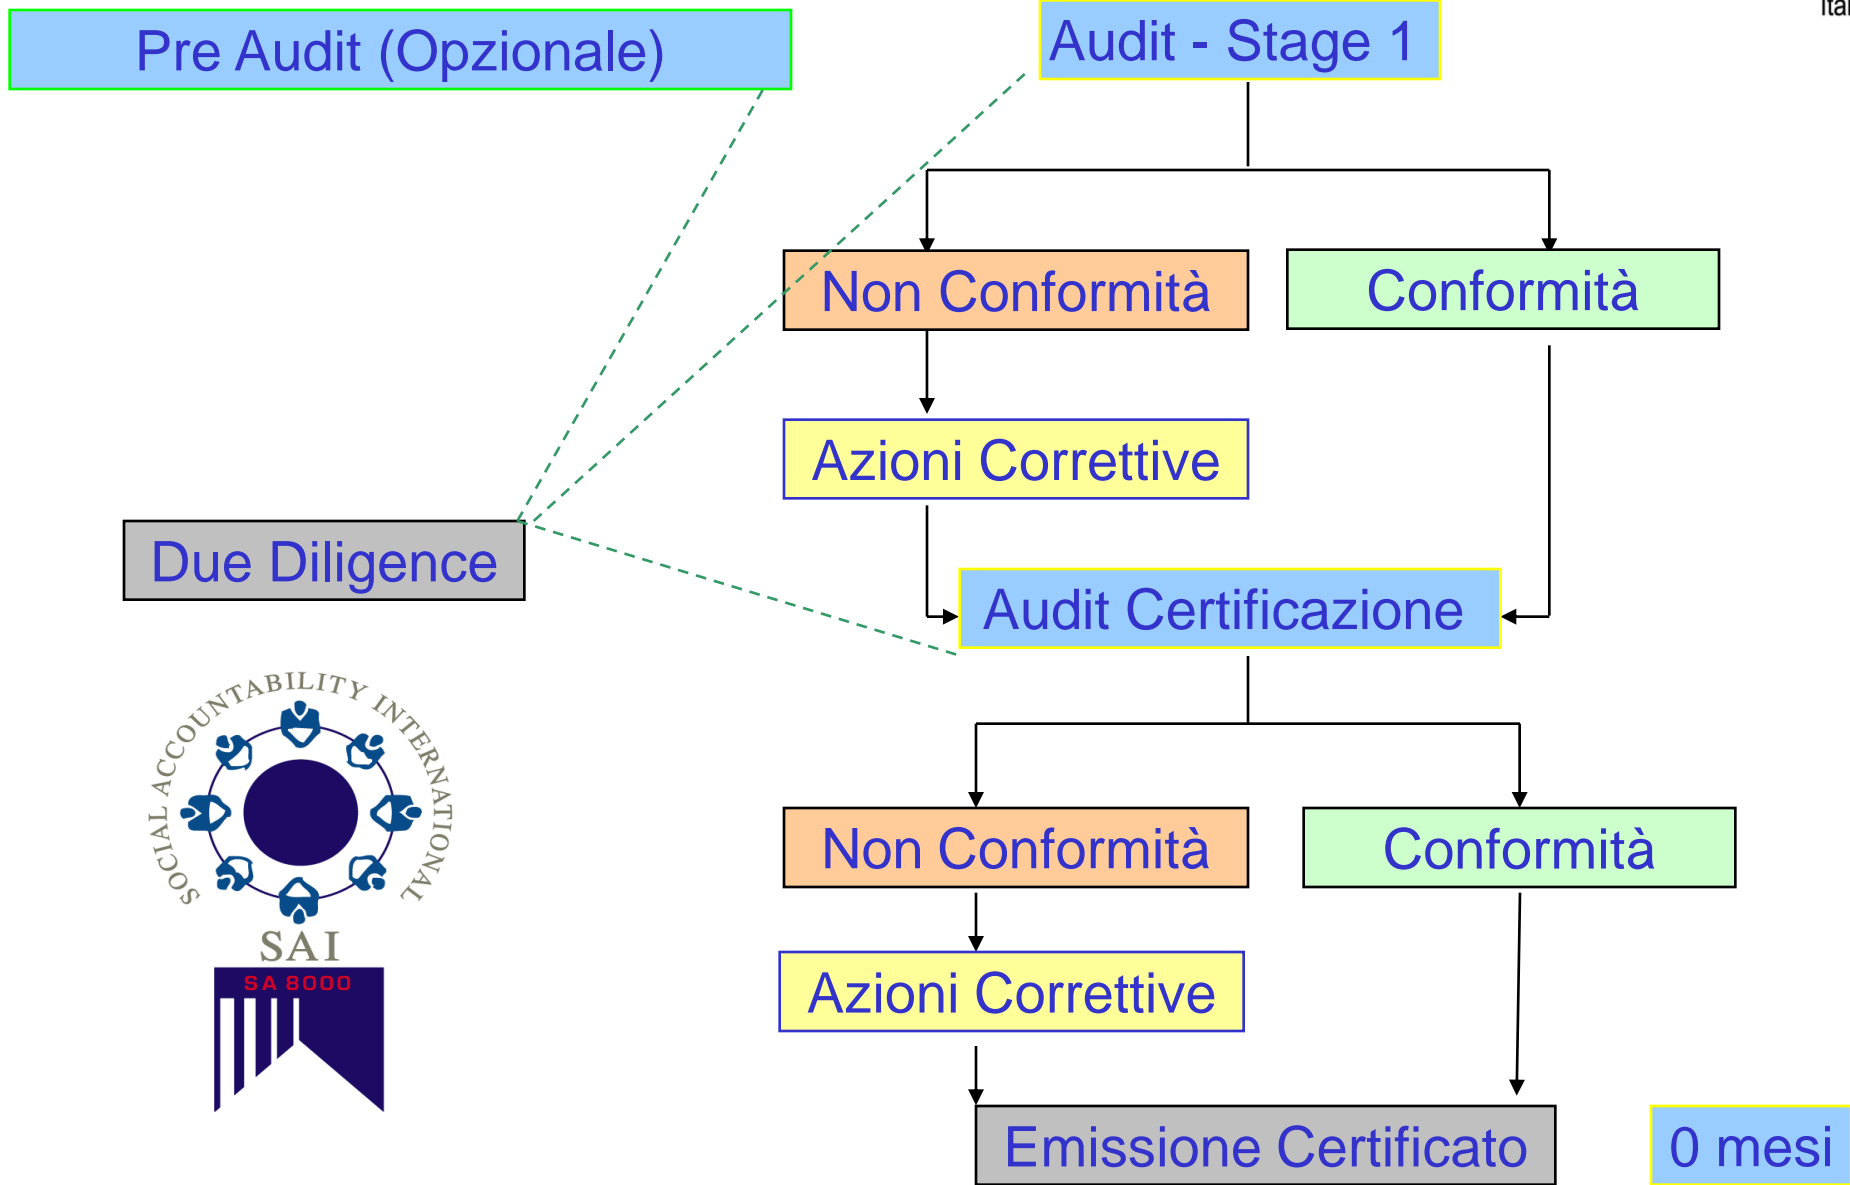 Pre Audit (Opzionale)
Audit - Stage 1
Non Conformità
Conformità
Azioni Correttive
Due Diligence
Audit Certificazione
SOCIAL ACCOUNTABILITY INTERNATIONAL
SAI
SA 8000
Non Conformità
Conformità
Azioni Correttive
Emissione Certificato
0 mesi